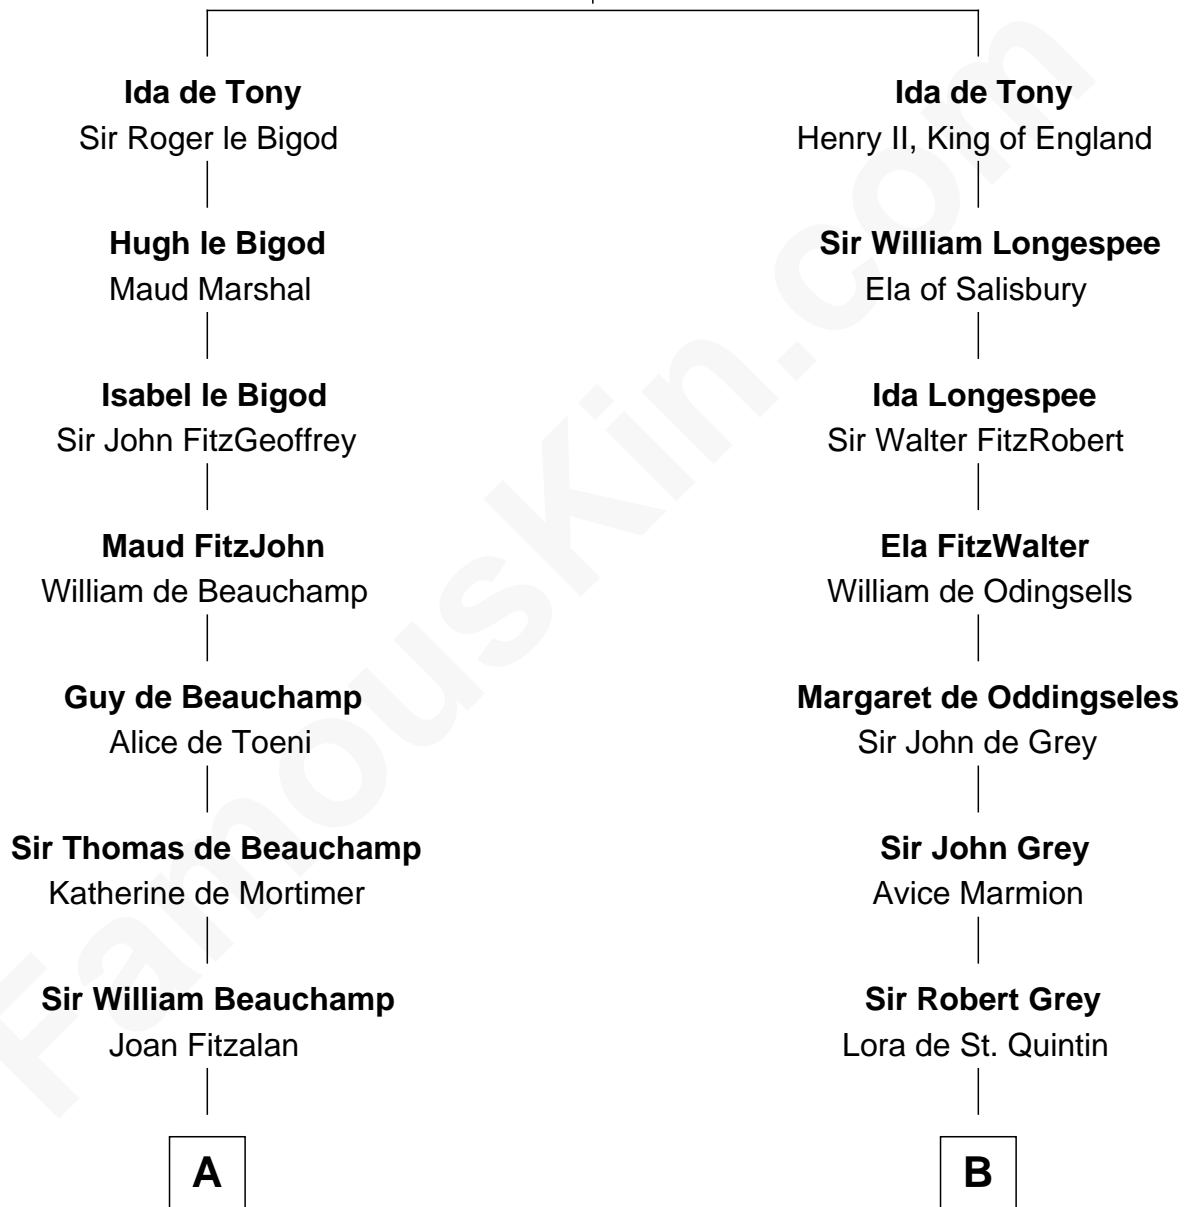 Ida de Tony
Sir Roger le Bigod
Hugh le Bigod
Maud Marshal
Isabel le Bigod
Sir John FitzGeoffrey
Maud FitzJohn
William de Beauchamp
Guy de Beauchamp
Alice de Toeni
Sir Thomas de Beauchamp
Katherine de Mortimer
Sir William Beauchamp
Joan Fitzalan
A
Ida de Tony
Henry II, King of England
Sir William Longespee
Ela of Salisbury
Ida Longespee
Sir Walter FitzRobert
Ela FitzWalter
William de Odingsells
Margaret de Oddingseles
Sir John de Grey
Sir John Grey
Avice Marmion
Sir Robert Grey
Lora de St. Quintin
B
FamousKin.com